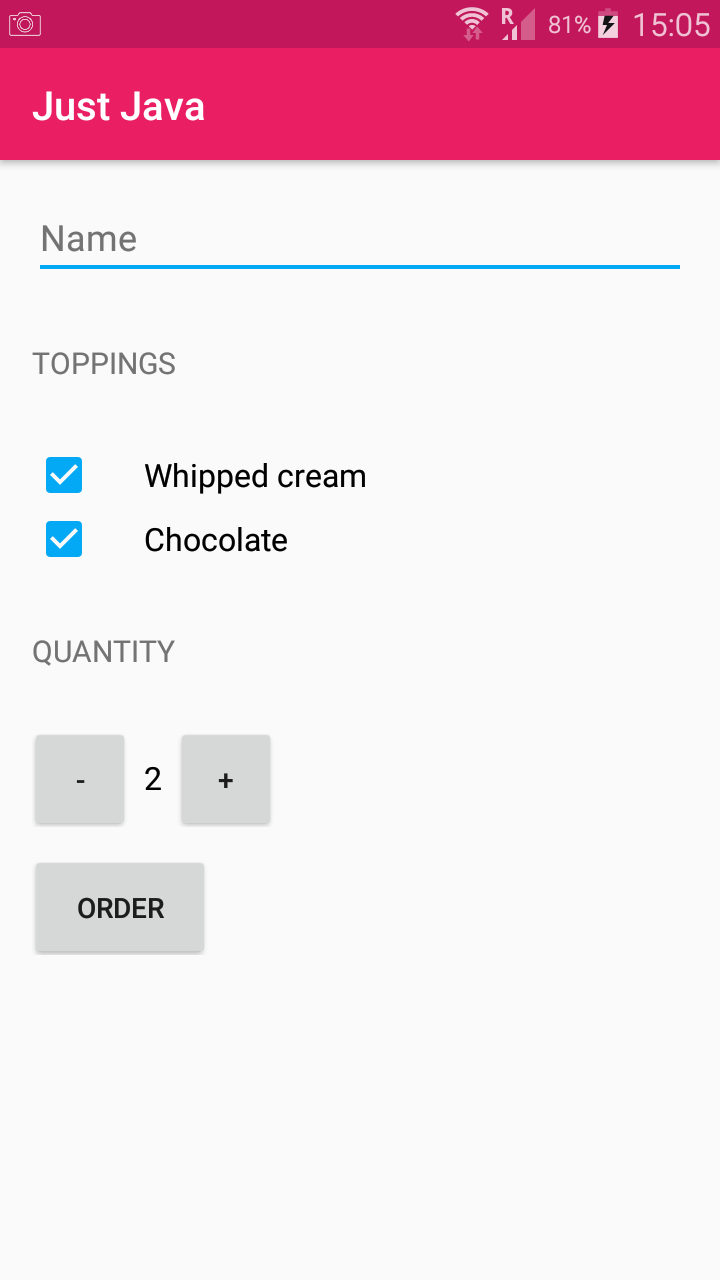 R 81% 15:05
Just Java
Name
TOPPINGS
Whipped cream
Chocolate
QUANTITY
- 2 +
ORDER